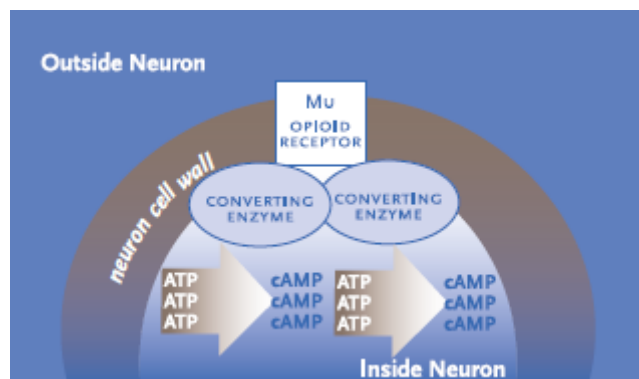 Outside Neuron
Mu
OPIOID
RECEPTOR
neuron cell wall
CONVERTING
ENZYME
CONVERTING
ENZYME
ATP
ATP
ATP
cAMP
cAMP
cAMP
ATP
ATP
ATP
cAMP
cAMP
cAMP
Inside Neuron